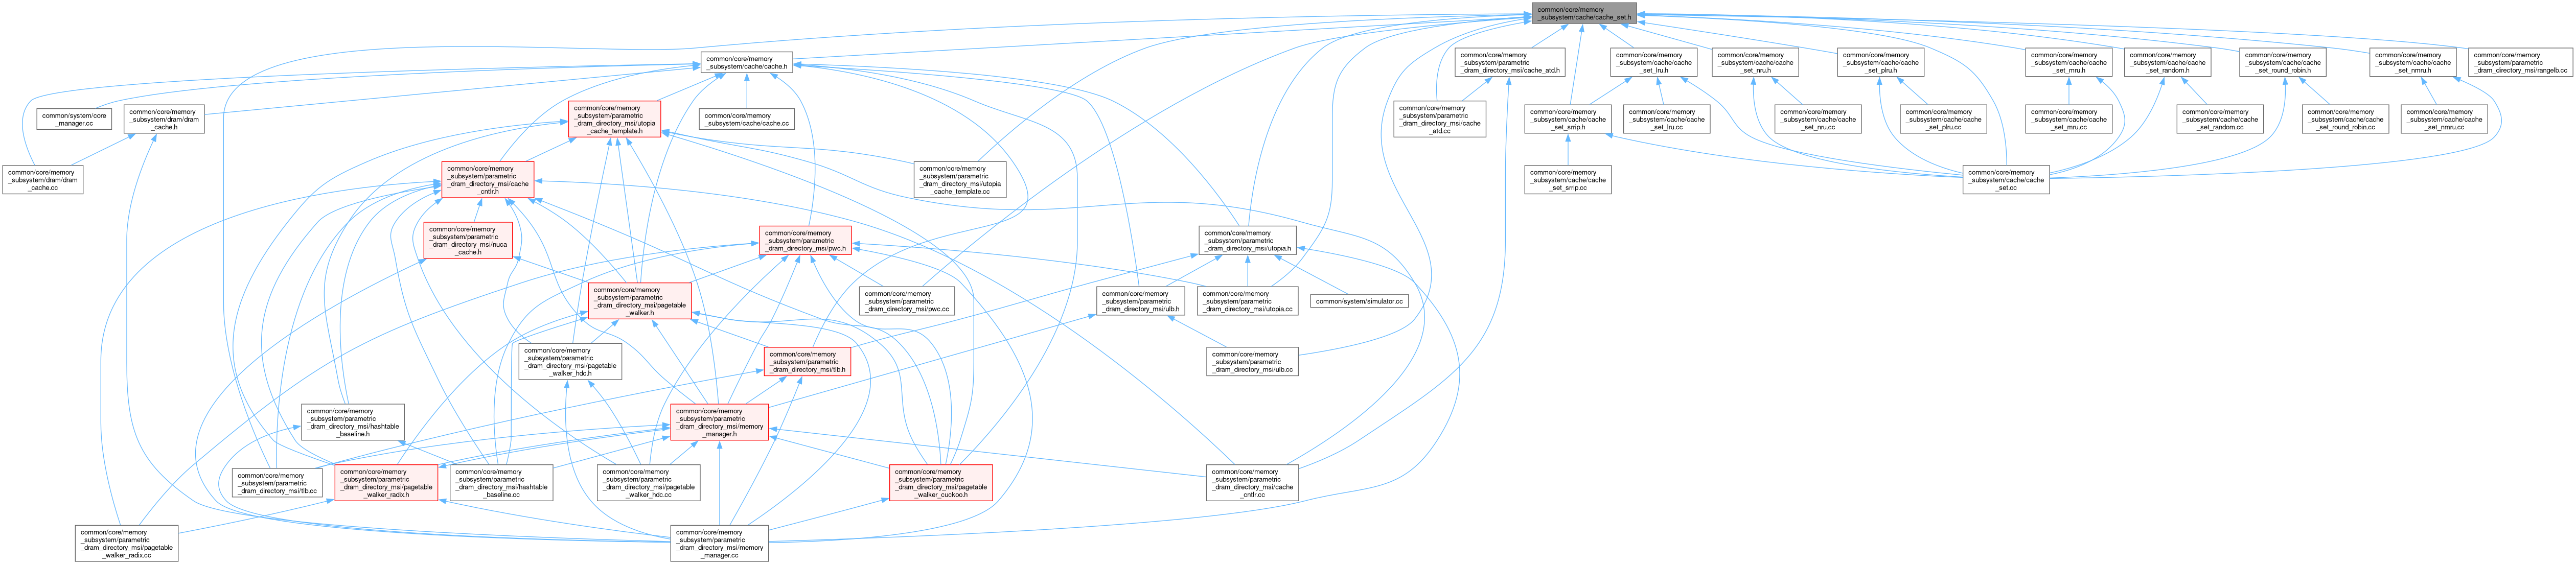 common/core/memory
_subsystem/cache/cache_set.h
common/core/memory
_subsystem/cache/cache.h
common/core/memory
_subsystem/parametric
_dram_directory_msi/cache_atd.h
common/core/memory
_subsystem/cache/cache
_set_lru.h
common/core/memory
_subsystem/cache/cache
_set_nru.h
common/core/memory
_subsystem/cache/cache
_set_plru.h
common/core/memory
_subsystem/cache/cache
_set_mru.h
common/core/memory
_subsystem/cache/cache
_set_random.h
common/core/memory
_subsystem/cache/cache
_set_round_robin.h
common/core/memory
_subsystem/cache/cache
_set_nmru.h
common/core/memory
_subsystem/parametric
_dram_directory_msi/rangelb.cc
common/system/core
_manager.cc
common/core/memory
_subsystem/dram/dram
_cache.h
common/core/memory
_subsystem/parametric
_dram_directory_msi/utopia
_cache_template.h
common/core/memory
_subsystem/cache/cache.cc
common/core/memory
_subsystem/parametric
_dram_directory_msi/cache
_atd.cc
common/core/memory
_subsystem/cache/cache
_set_srrip.h
common/core/memory
_subsystem/cache/cache
_set_lru.cc
common/core/memory
_subsystem/cache/cache
_set_nru.cc
common/core/memory
_subsystem/cache/cache
_set_plru.cc
common/core/memory
_subsystem/cache/cache
_set_mru.cc
common/core/memory
_subsystem/cache/cache
_set_random.cc
common/core/memory
_subsystem/cache/cache
_set_round_robin.cc
common/core/memory
_subsystem/cache/cache
_set_nmru.cc
common/core/memory
_subsystem/dram/dram
_cache.cc
common/core/memory
_subsystem/parametric
_dram_directory_msi/cache
_cntlr.h
common/core/memory
_subsystem/parametric
_dram_directory_msi/utopia
_cache_template.cc
common/core/memory
_subsystem/cache/cache
_set_srrip.cc
common/core/memory
_subsystem/cache/cache
_set.cc
common/core/memory
_subsystem/parametric
_dram_directory_msi/nuca
_cache.h
common/core/memory
_subsystem/parametric
_dram_directory_msi/pwc.h
common/core/memory
_subsystem/parametric
_dram_directory_msi/utopia.h
common/core/memory
_subsystem/parametric
_dram_directory_msi/pagetable
_walker.h
common/core/memory
_subsystem/parametric
_dram_directory_msi/pwc.cc
common/core/memory
_subsystem/parametric
_dram_directory_msi/ulb.h
common/core/memory
_subsystem/parametric
_dram_directory_msi/utopia.cc
common/system/simulator.cc
common/core/memory
_subsystem/parametric
_dram_directory_msi/pagetable
_walker_hdc.h
common/core/memory
_subsystem/parametric
_dram_directory_msi/tlb.h
common/core/memory
_subsystem/parametric
_dram_directory_msi/ulb.cc
common/core/memory
_subsystem/parametric
_dram_directory_msi/hashtable
_baseline.h
common/core/memory
_subsystem/parametric
_dram_directory_msi/memory
_manager.h
common/core/memory
_subsystem/parametric
_dram_directory_msi/tlb.cc
common/core/memory
_subsystem/parametric
_dram_directory_msi/pagetable
_walker_radix.h
common/core/memory
_subsystem/parametric
_dram_directory_msi/hashtable
_baseline.cc
common/core/memory
_subsystem/parametric
_dram_directory_msi/pagetable
_walker_hdc.cc
common/core/memory
_subsystem/parametric
_dram_directory_msi/pagetable
_walker_cuckoo.h
common/core/memory
_subsystem/parametric
_dram_directory_msi/cache
_cntlr.cc
common/core/memory
_subsystem/parametric
_dram_directory_msi/pagetable
_walker_radix.cc
common/core/memory
_subsystem/parametric
_dram_directory_msi/memory
_manager.cc